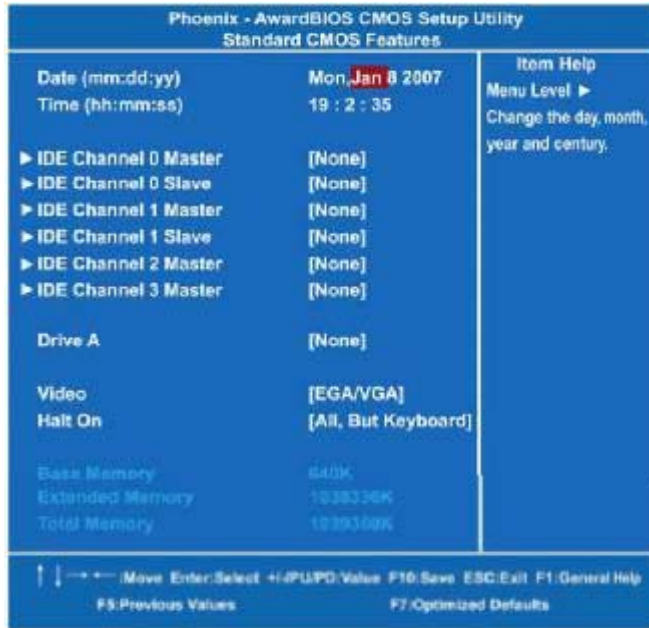 Phoenix - AwardBIOS CMOS Setup Utility
Standard CMOS Features
Date (mm:dd:yy) Mon,Jan 8 2007
Time (hh:mm:ss) 19 : 2 : 35
► IDE Channel 0 Master [None]
► IDE Channel 0 Slave [None]
► IDE Channel 1 Master [None]
► IDE Channel 1 Slave [None]
► IDE Channel 2 Master [None]
► IDE Channel 3 Master [None]
Drive A [None]
Video [EGA/VGA]
Halt On [All, But Keyboard]
Base Memory 640K
Extended Memory
Total Memory
Item Help
Menu Level ►
Change the day, month,
year and century.
↑ ↓ → ← :Move Enter:Select +/-/PU/PD:Value F10:Save ESC:Exit F1:General Help
F5:Previous Values F7:Optimized Defaults